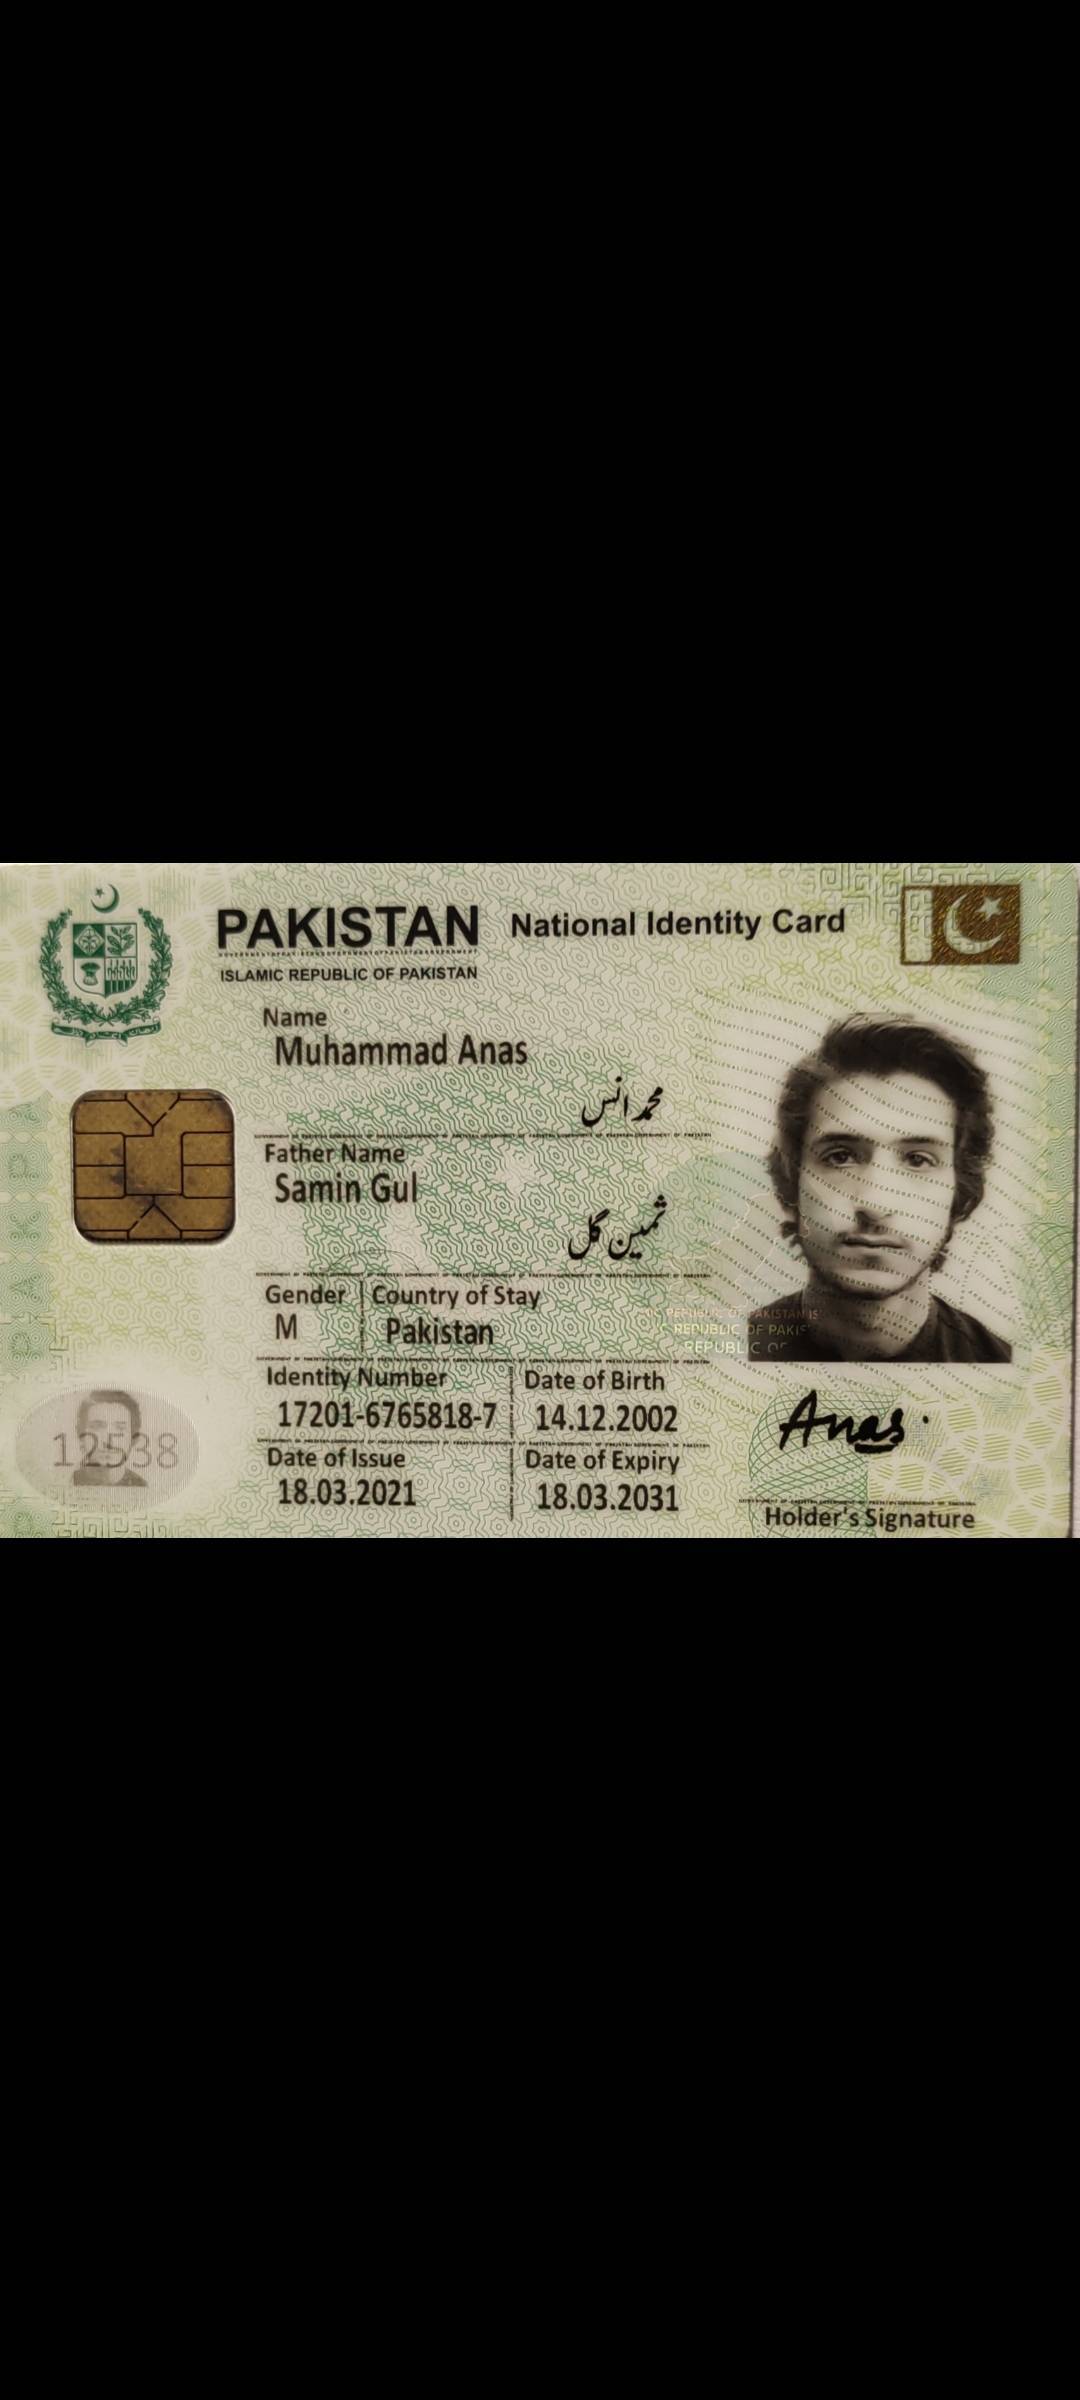 PAKISTAN National Identity Card
ISLAMIC REPUBLIC OF PAKISTAN
Name
Muhammad Anas
محمد انس
Father Name
Samin Gul
ثمین گل
Gender Country of Stay
M Pakistan
Identity Number Date of Birth
17201-6765818-7 14.12.2002
Date of Issue Date of Expiry
18.03.2021 18.03.2031
12538
Anas.
Holder's Signature